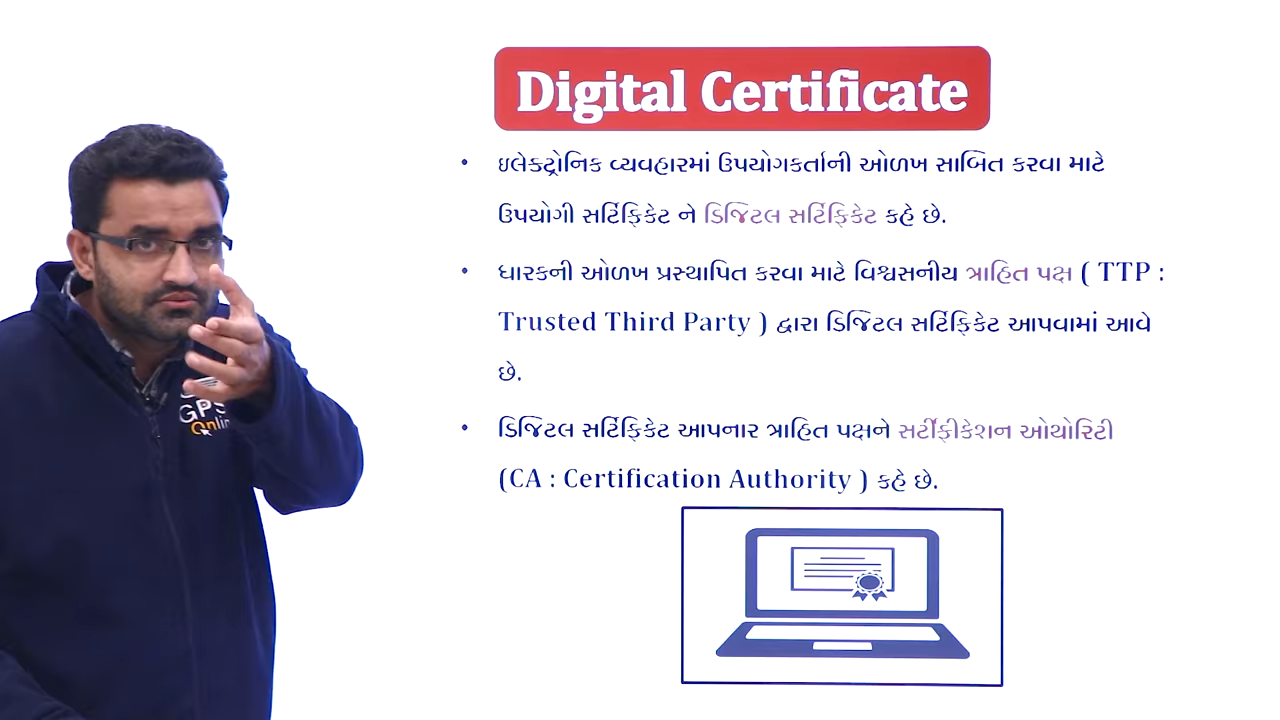 Digital Certificate
• ઇલેક્ટ્રોનિક વ્યવહારમાં ઉપયોગકર્તાની ઓળખ સાબિત કરવા માટે
ઉપયોગી સર્ટિફિકેટ ને ડિજિટલ સર્ટિફિકેટ કહે છે.
• ધારકની ઓળખ પ્રસ્થાપિત કરવા માટે વિશ્વસનીય ત્રાહિત પક્ષ ( TTP :
Trusted Third Party ) દ્વારા ડિજિટલ સર્ટિફિકેટ આપવામાં આવે
છે.
• ડિજિટલ સર્ટિફિકેટ આપનાર ત્રાહિત પક્ષને સર્ટીફીકેશન ઓથોરિટી
(CA : Certification Authority ) કહે છે.
GPS
Onlin